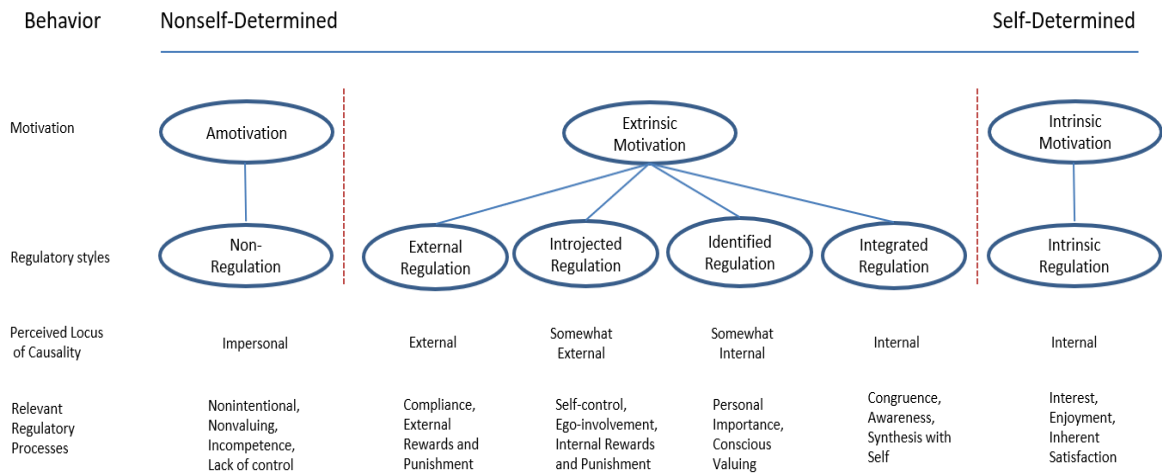 Behavior
Nonself-Determined
Self-Determined
Motivation
Amotivation
Extrinsic
Motivation
Intrinsic
Motivation
Regulatory styles
Non-
Regulation
External
Regulation
Introjected
Regulation
Identified
Regulation
Integrated
Regulation
Intrinsic
Regulation
Perceived Locus
of Causality
Impersonal
External
Somewhat
External
Somewhat
Internal
Internal
Internal
Relevant
Regulatory
Processes
Nonintentional,
Nonvaluing,
Incompetence,
Lack of control
Compliance,
External
Rewards and
Punishment
Self-control,
Ego-involvement,
Internal Rewards
and Punishment
Personal
Importance,
Conscious
Valuing
Congruence,
Awareness,
Synthesis with
Self
Interest,
Enjoyment,
Inherent
Satisfaction